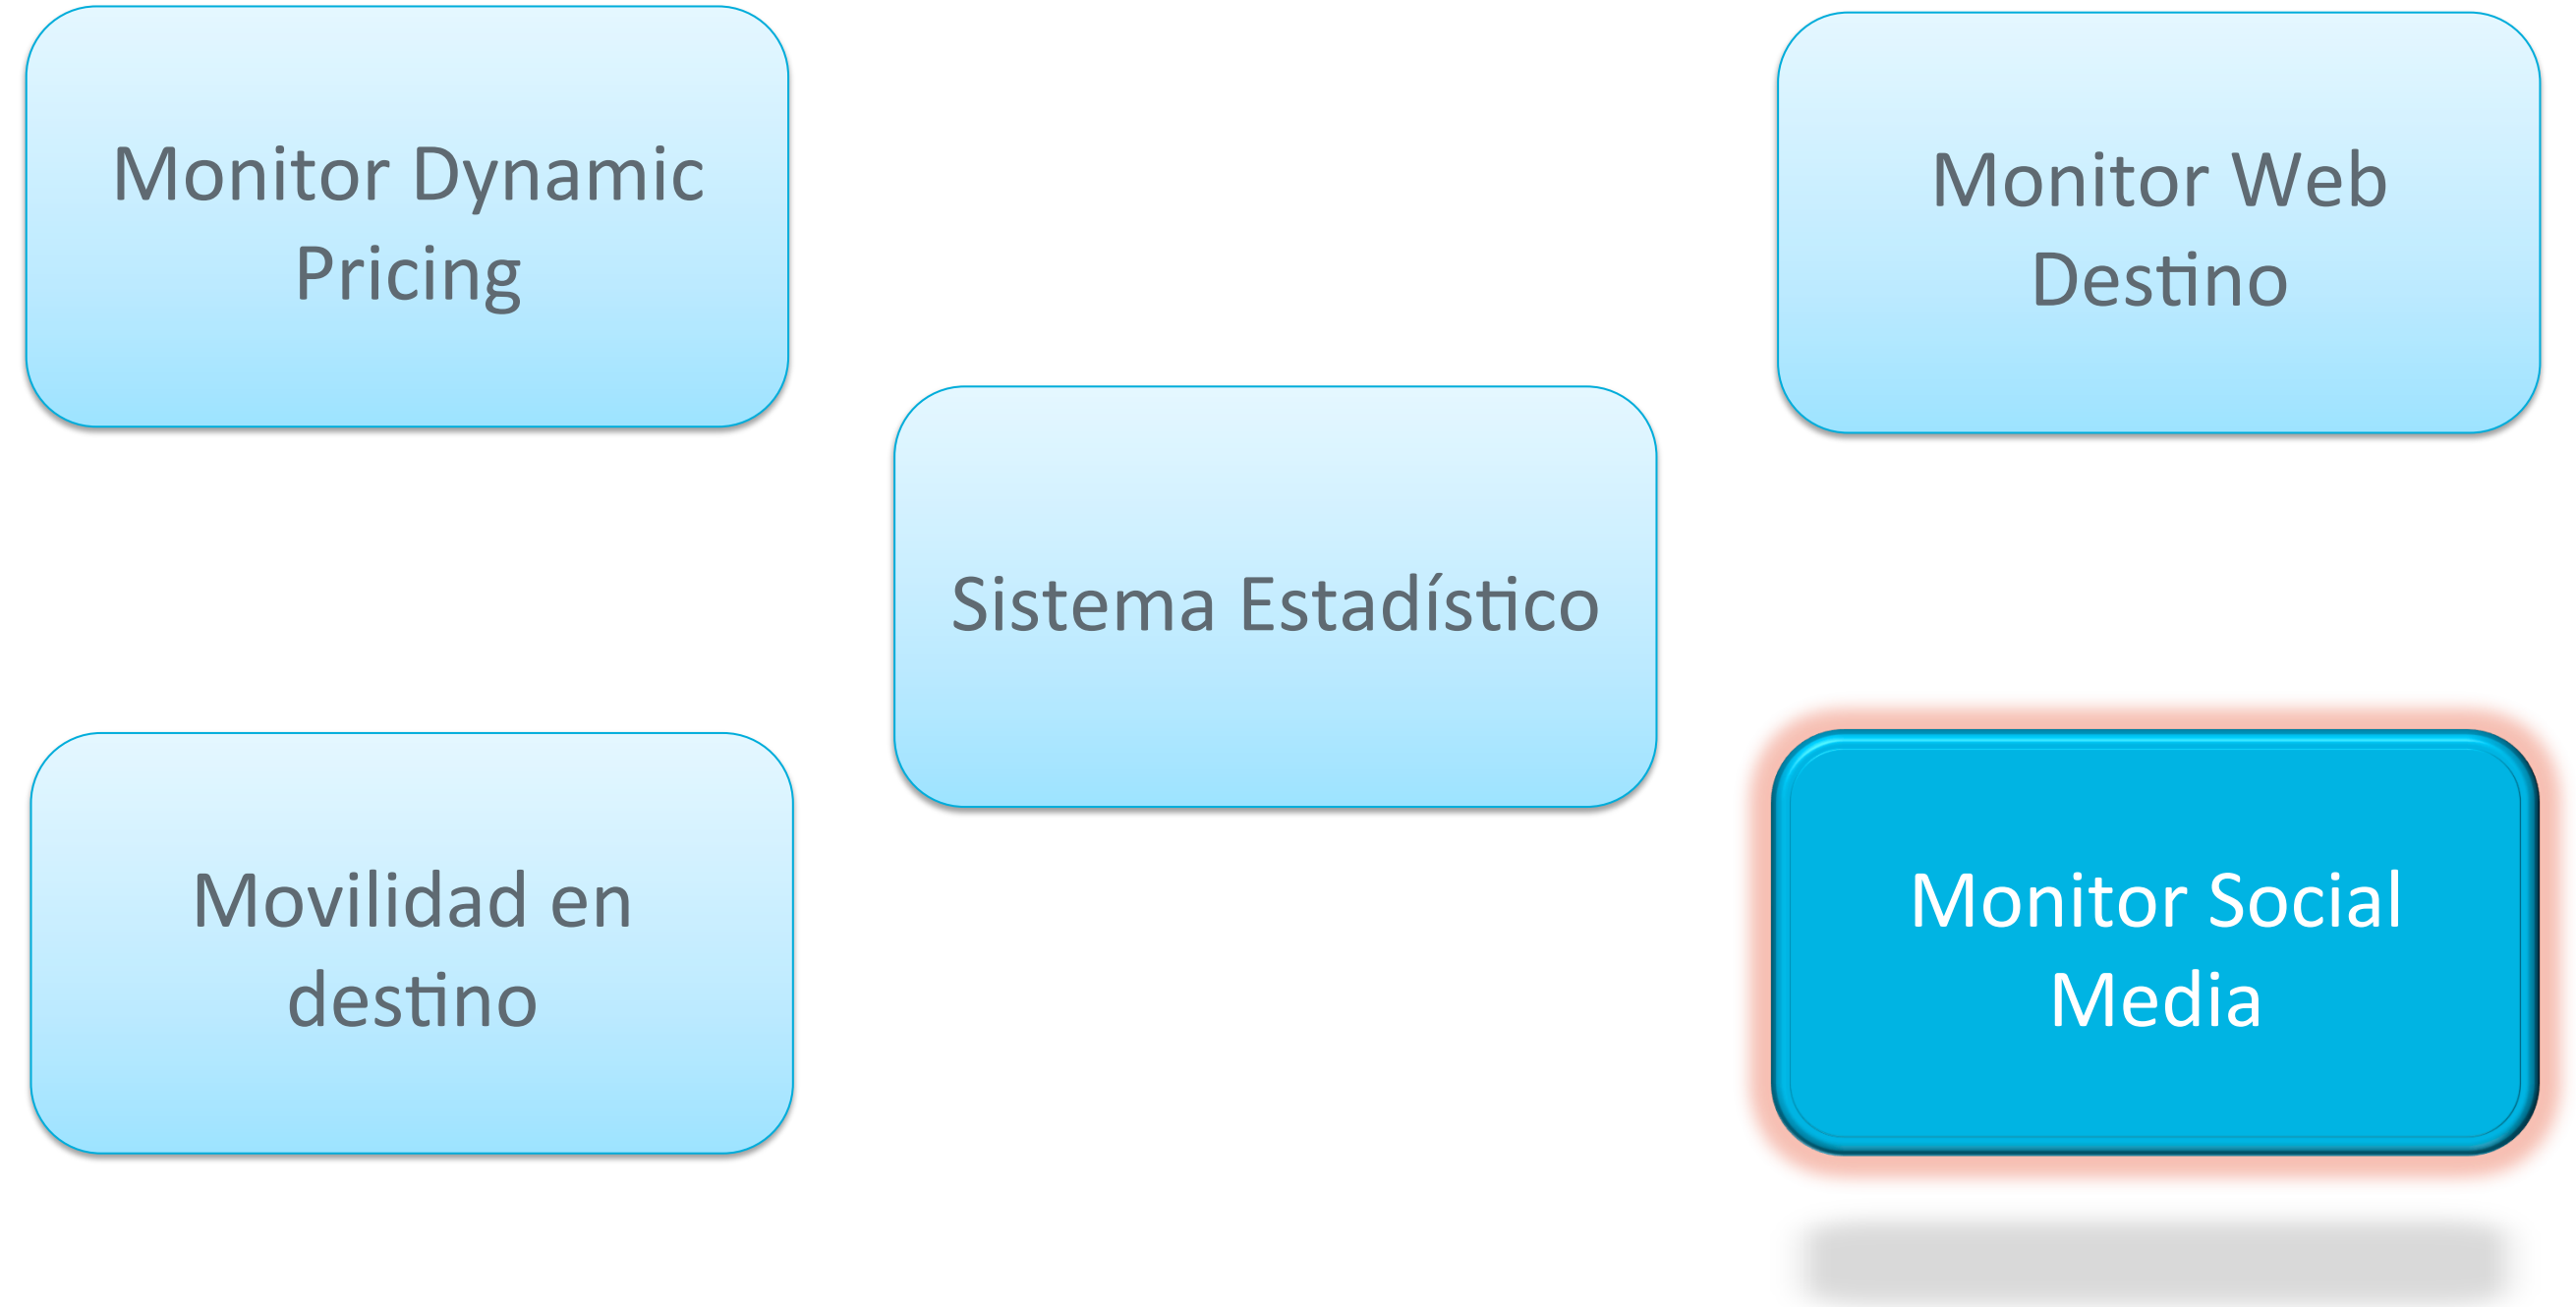 Monitor Dynamic
Pricing
Monitor Web
Destino
Sistema Estadístico
Movilidad en
destino
Monitor Social
Media